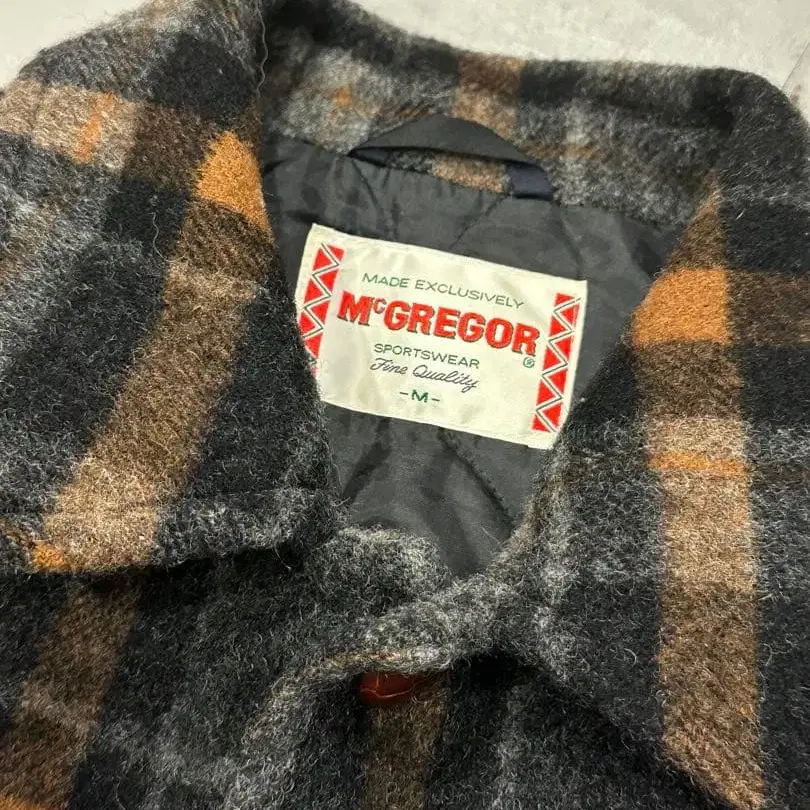 MADE EXCLUSIVELY
McGREGOR®
SPORTSWEAR
Fine Quality
-M-